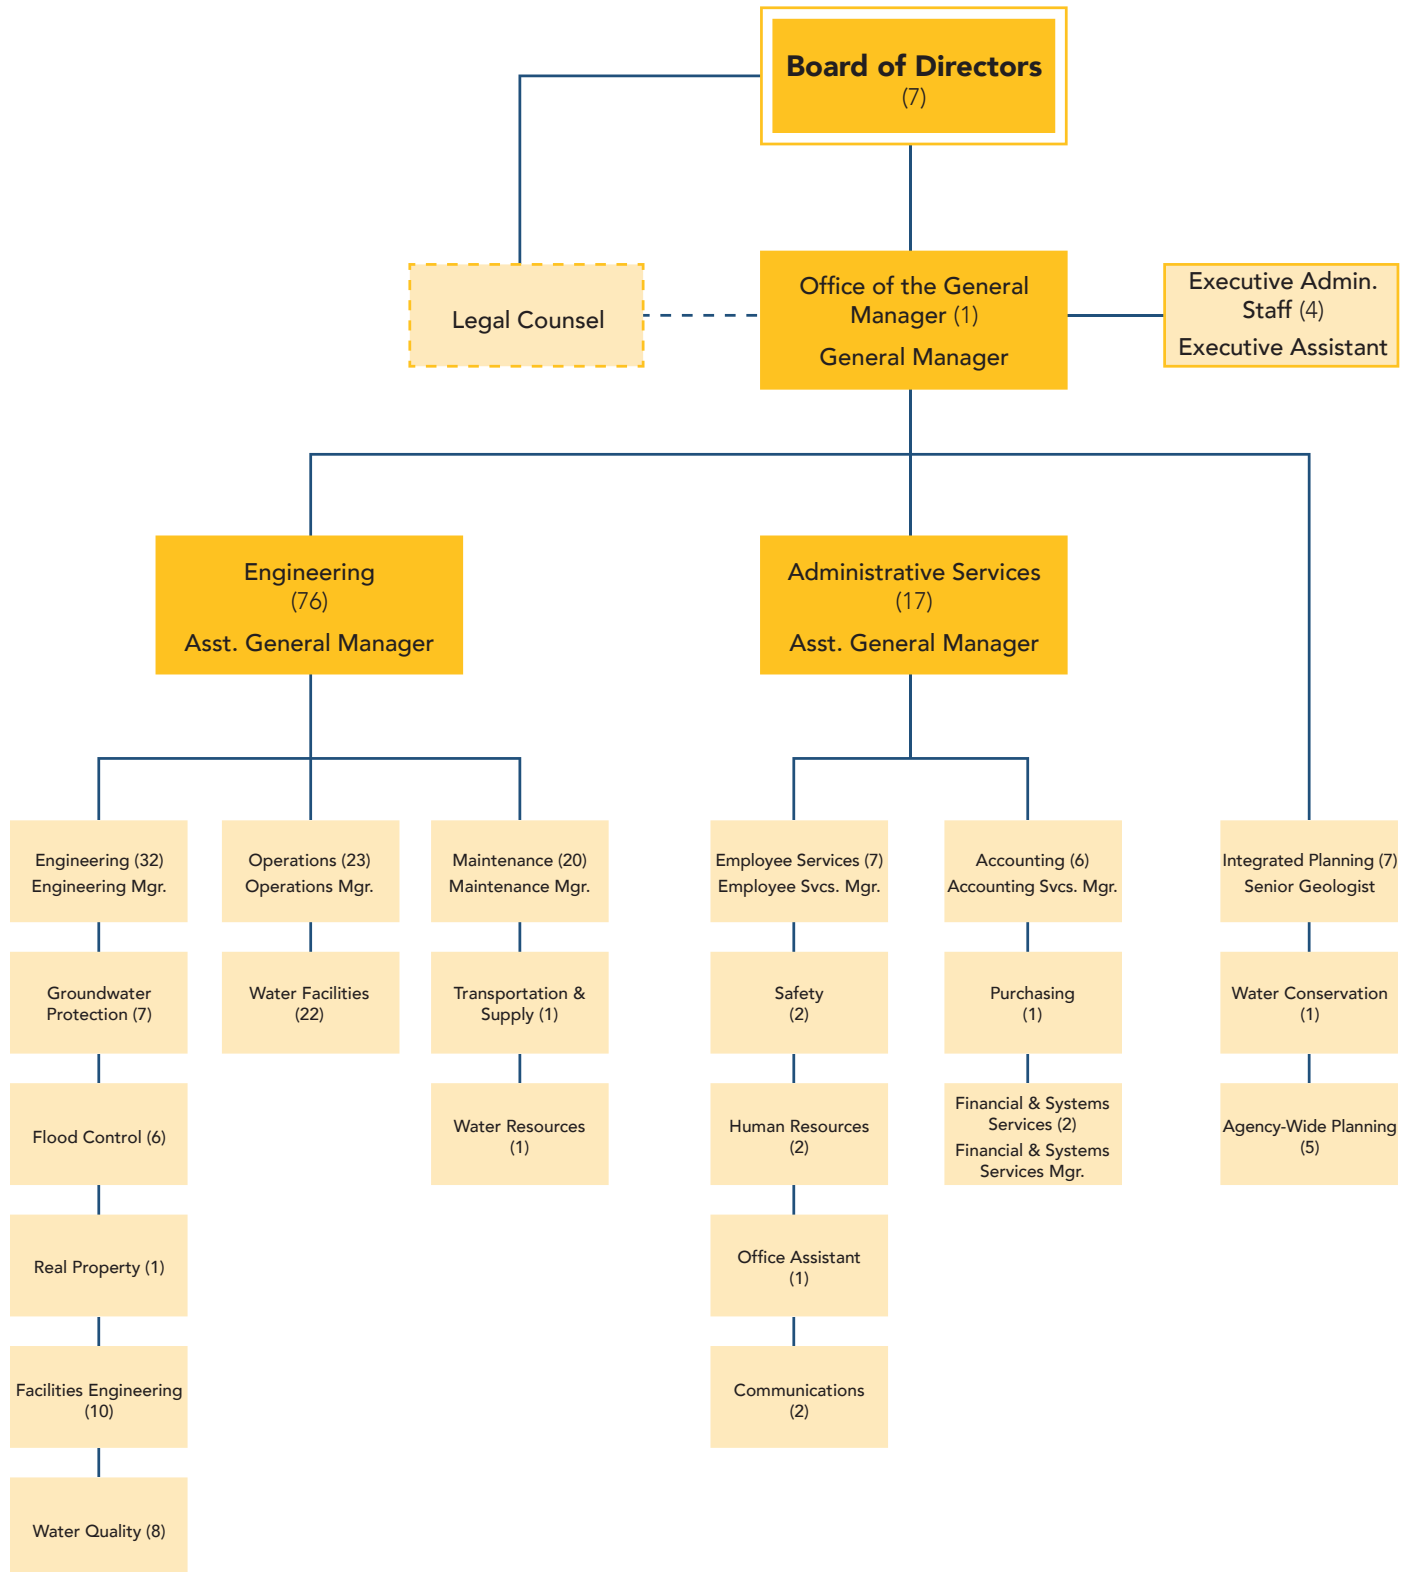 Board of Directors
(7)
Legal Counsel
Office of the General
Manager (1)
General Manager
Executive Admin.
Staff (4)
Executive Assistant
Engineering
(76)
Asst. General Manager
Administrative Services
(17)
Asst. General Manager
Engineering (32)
Engineering Mgr.
Operations (23)
Operations Mgr.
Maintenance (20)
Maintenance Mgr.
Employee Services (7)
Employee Svcs. Mgr.
Accounting (6)
Accounting Svcs. Mgr.
Integrated Planning (7)
Senior Geologist
Groundwater
Protection (7)
Water Facilities
(22)
Transportation &
Supply (1)
Safety
(2)
Purchasing
(1)
Water Conservation
(1)
Flood Control (6)
Water Resources
(1)
Human Resources
(2)
Financial & Systems
Services (2)
Financial & Systems
Services Mgr.
Agency-Wide Planning
(5)
Real Property (1)
Office Assistant
(1)
Facilities Engineering
(10)
Communications
(2)
Water Quality (8)